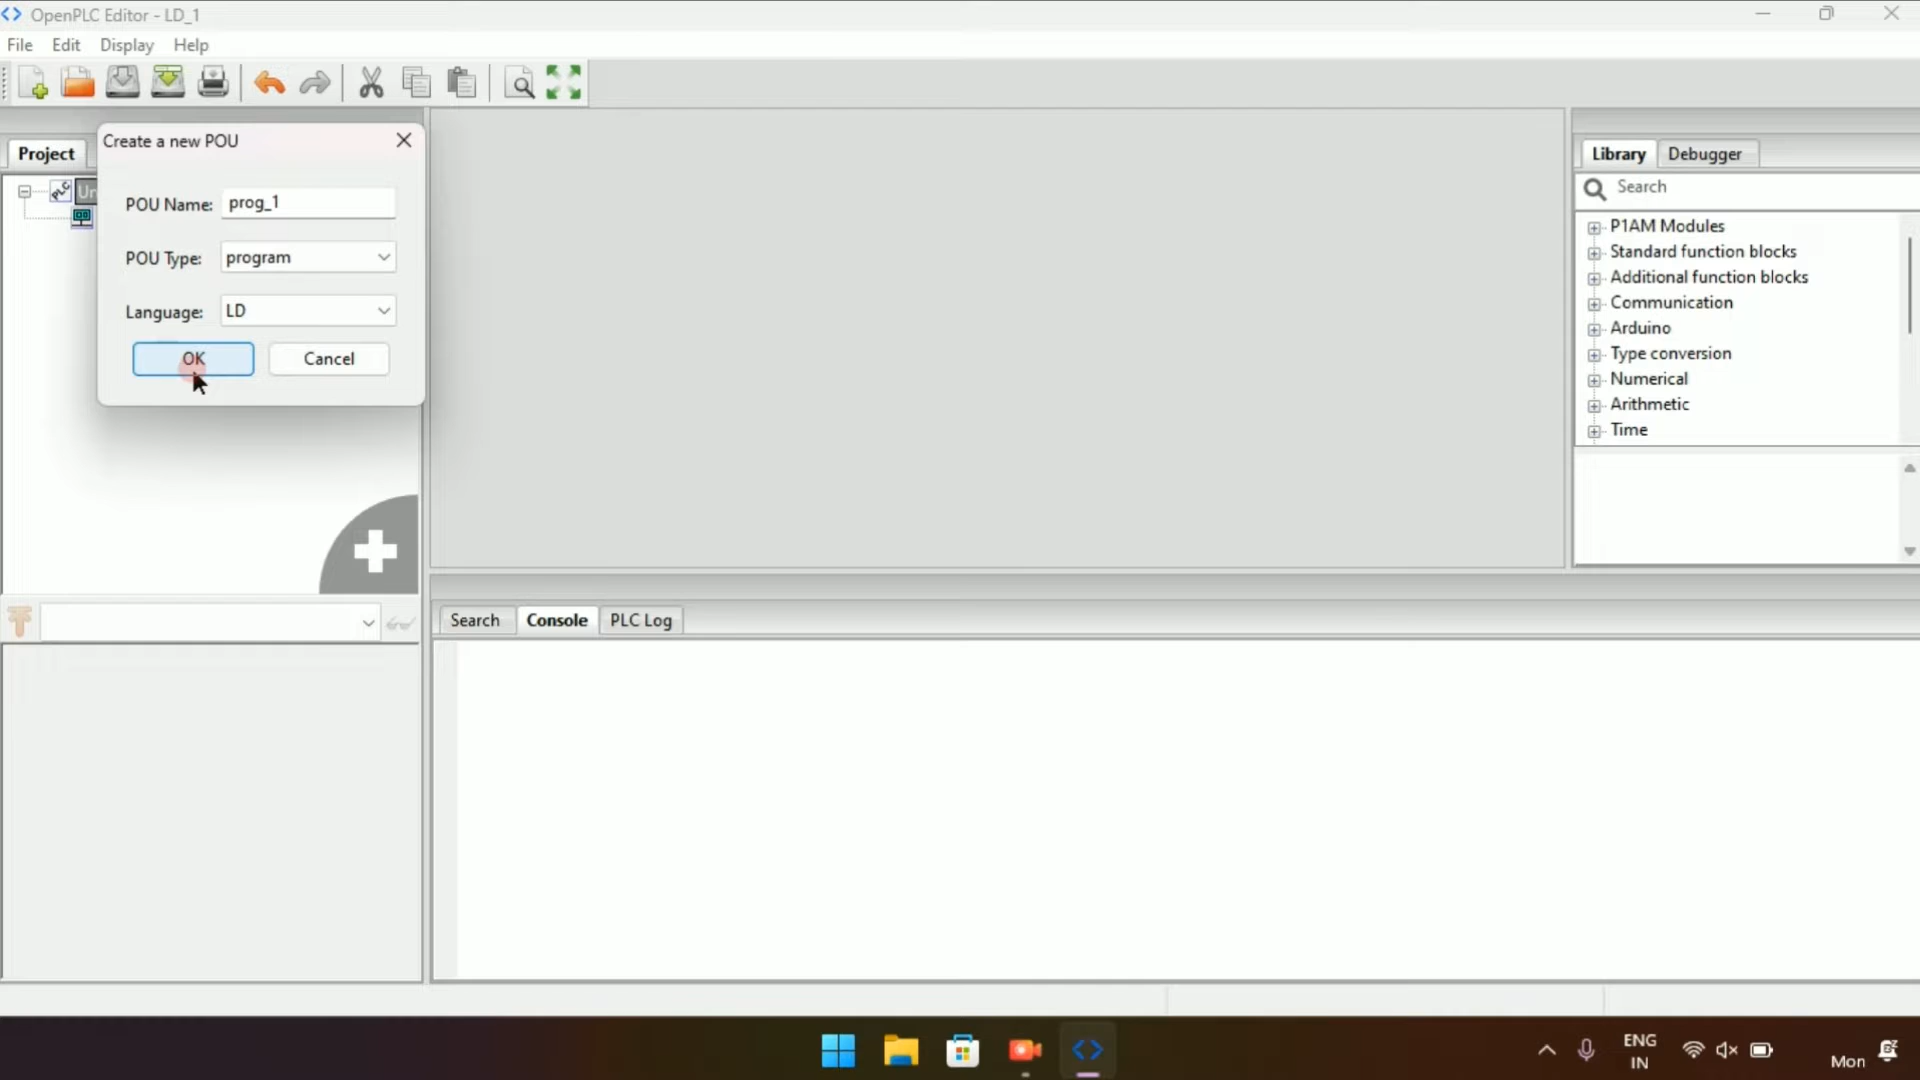 OpenPLC Editor - LD_1
File Edit Display Help
Create a new POU
Project
POU Name: prog_1
POU Type: program
Language: LD
OK Cancel
Library Debugger
Search
P1AM Modules
Standard function blocks
Additional function blocks
Communication
Arduino
Type conversion
Numerical
Arithmetic
Time
Search Console PLC Log
ENG
IN
Mon